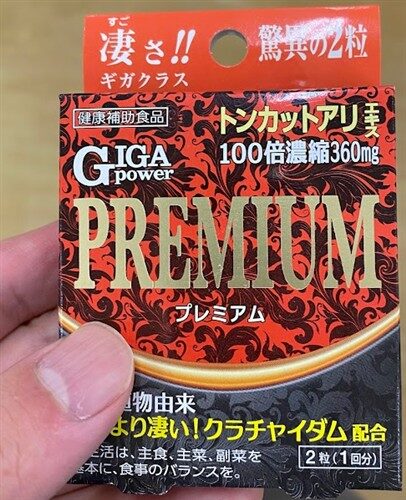 すご
凄さ!!
ギガクラス
驚異の2粒
健康補助食品
トンカットアリエキス
100倍濃縮360mg
GIGA
power
PREMIUM
プレミアム
物由来
より凄い!クラチャイダム配合
生活は、主食、主菜、副菜を
基本に、食事のバランスを。
2粒(1回分)